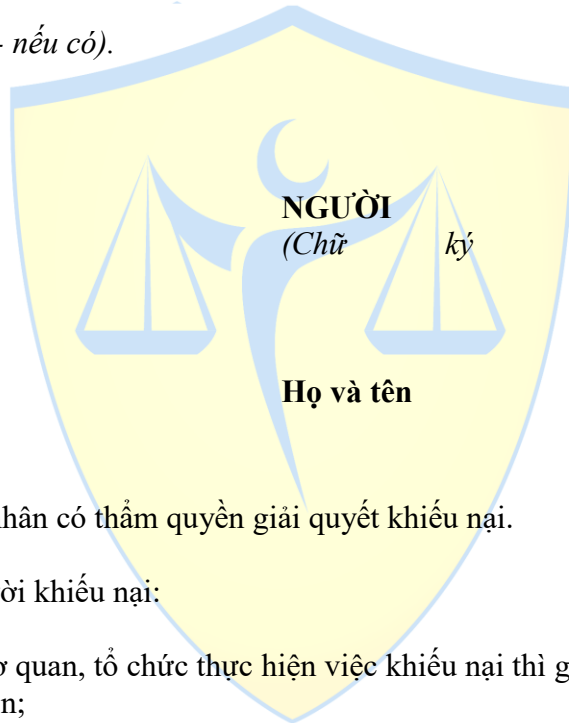 - nếu có).
NGƯỜI
(Chữ ký
Họ và tên
hân có thẩm quyền giải quyết khiếu nại.
ời khiếu nại:
quan, tổ chức thực hiện việc khiếu nại thì g
n;